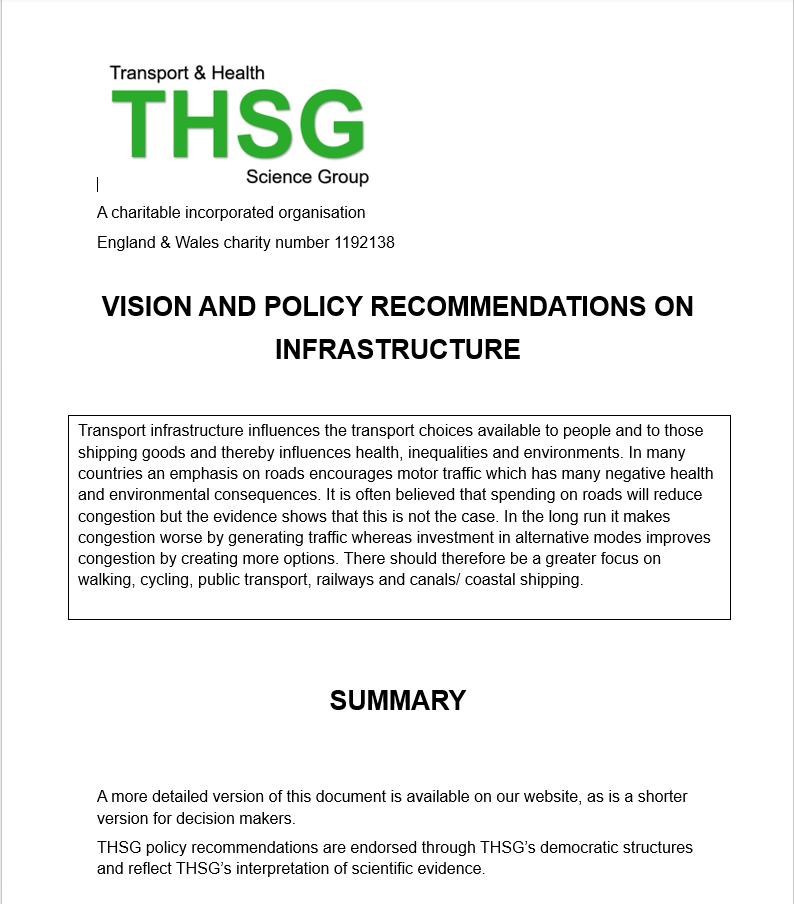 Transport & Health
THSG
Science Group
A charitable incorporated organisation
England & Wales charity number 1192138
VISION AND POLICY RECOMMENDATIONS ON
INFRASTRUCTURE
Transport infrastructure influences the transport choices available to people and to those
shipping goods and thereby influences health, inequalities and environments. In many
countries an emphasis on roads encourages motor traffic which has many negative health
and environmental consequences. It is often believed that spending on roads will reduce
congestion but the evidence shows that this is not the case. In the long run it makes
congestion worse by generating traffic whereas investment in alternative modes improves
congestion by creating more options. There should therefore be a greater focus on
walking, cycling, public transport, railways and canals/ coastal shipping.
SUMMARY
A more detailed version of this document is available on our website, as is a shorter
version for decision makers.
THSG policy recommendations are endorsed through THSG’s democratic structures
and reflect THSG’s interpretation of scientific evidence.